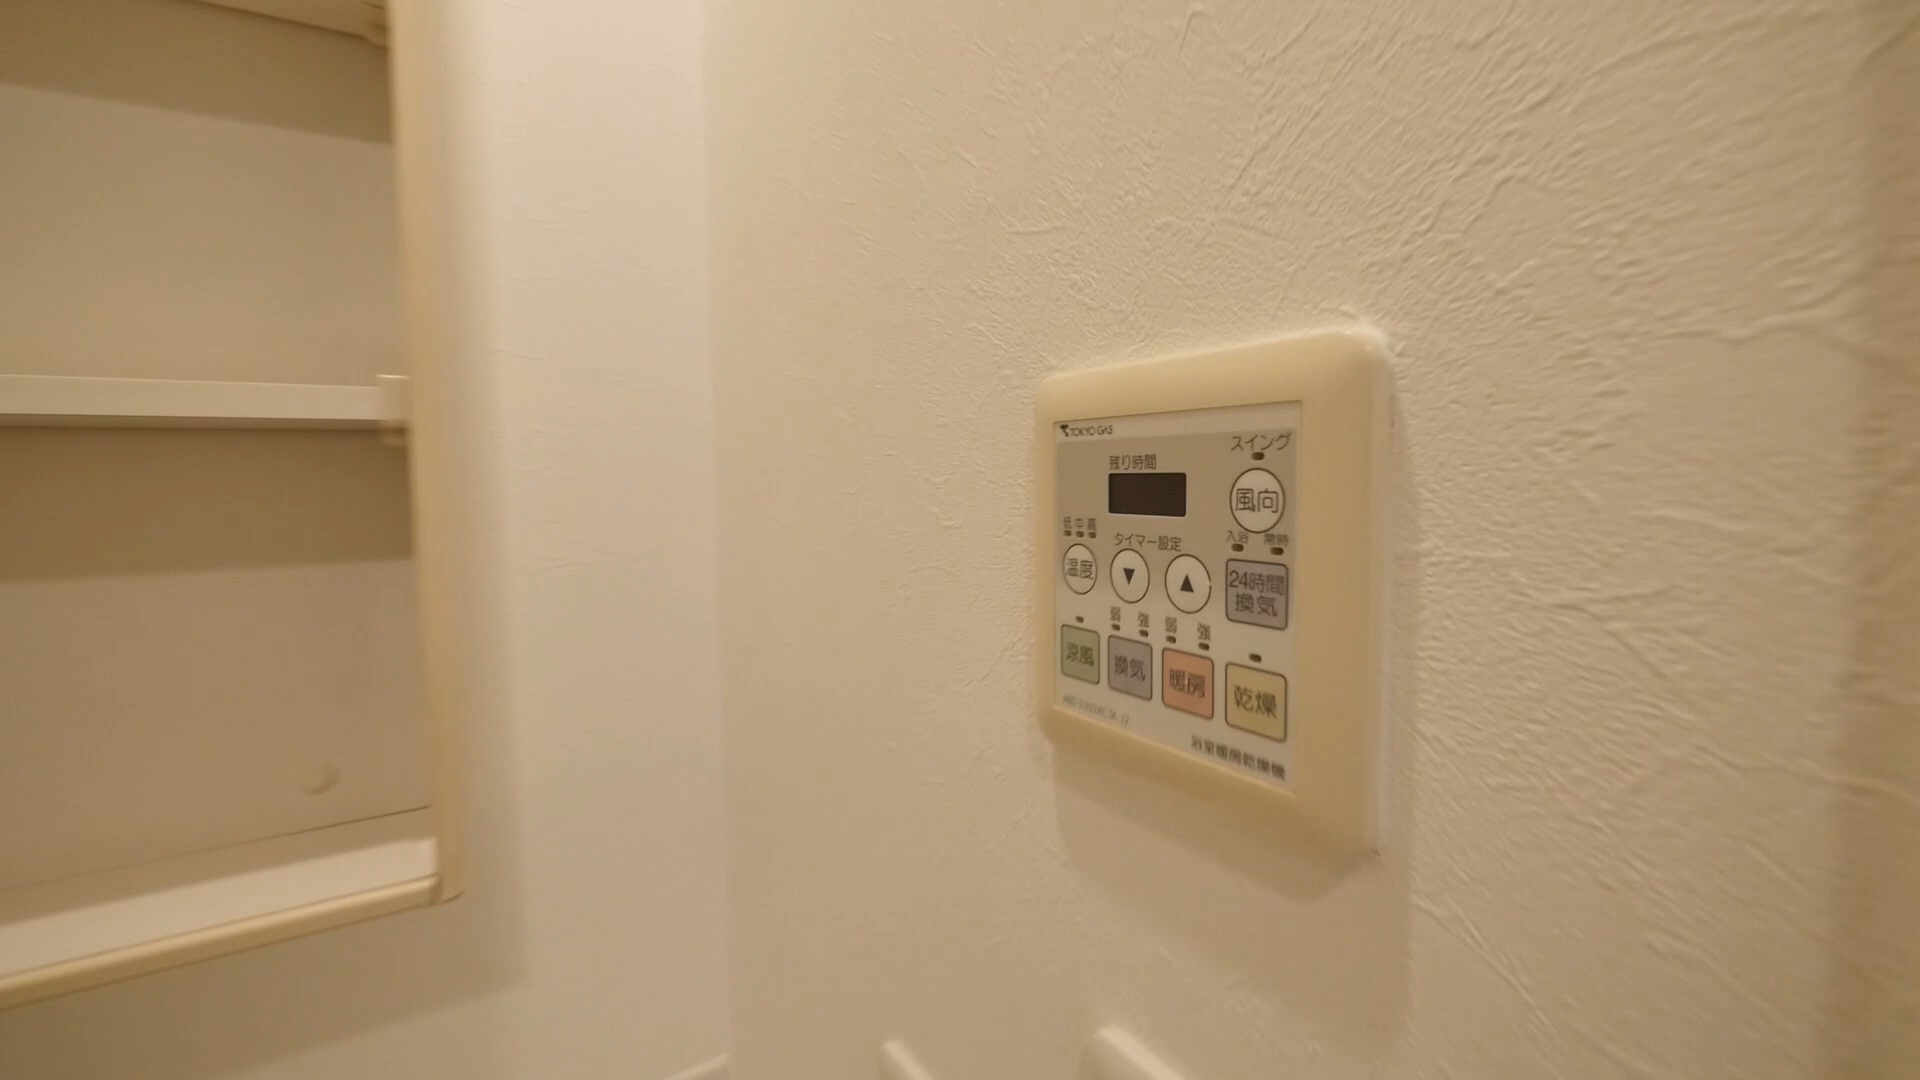 TOKYO GAS
スイング
残り時間
風向
低 中 高
タイマー設定
入浴 常時
温度
▼
▲
24時間
換気
弱 強 弱 強
涼風
換気
暖房
乾燥
浴室暖房乾燥機